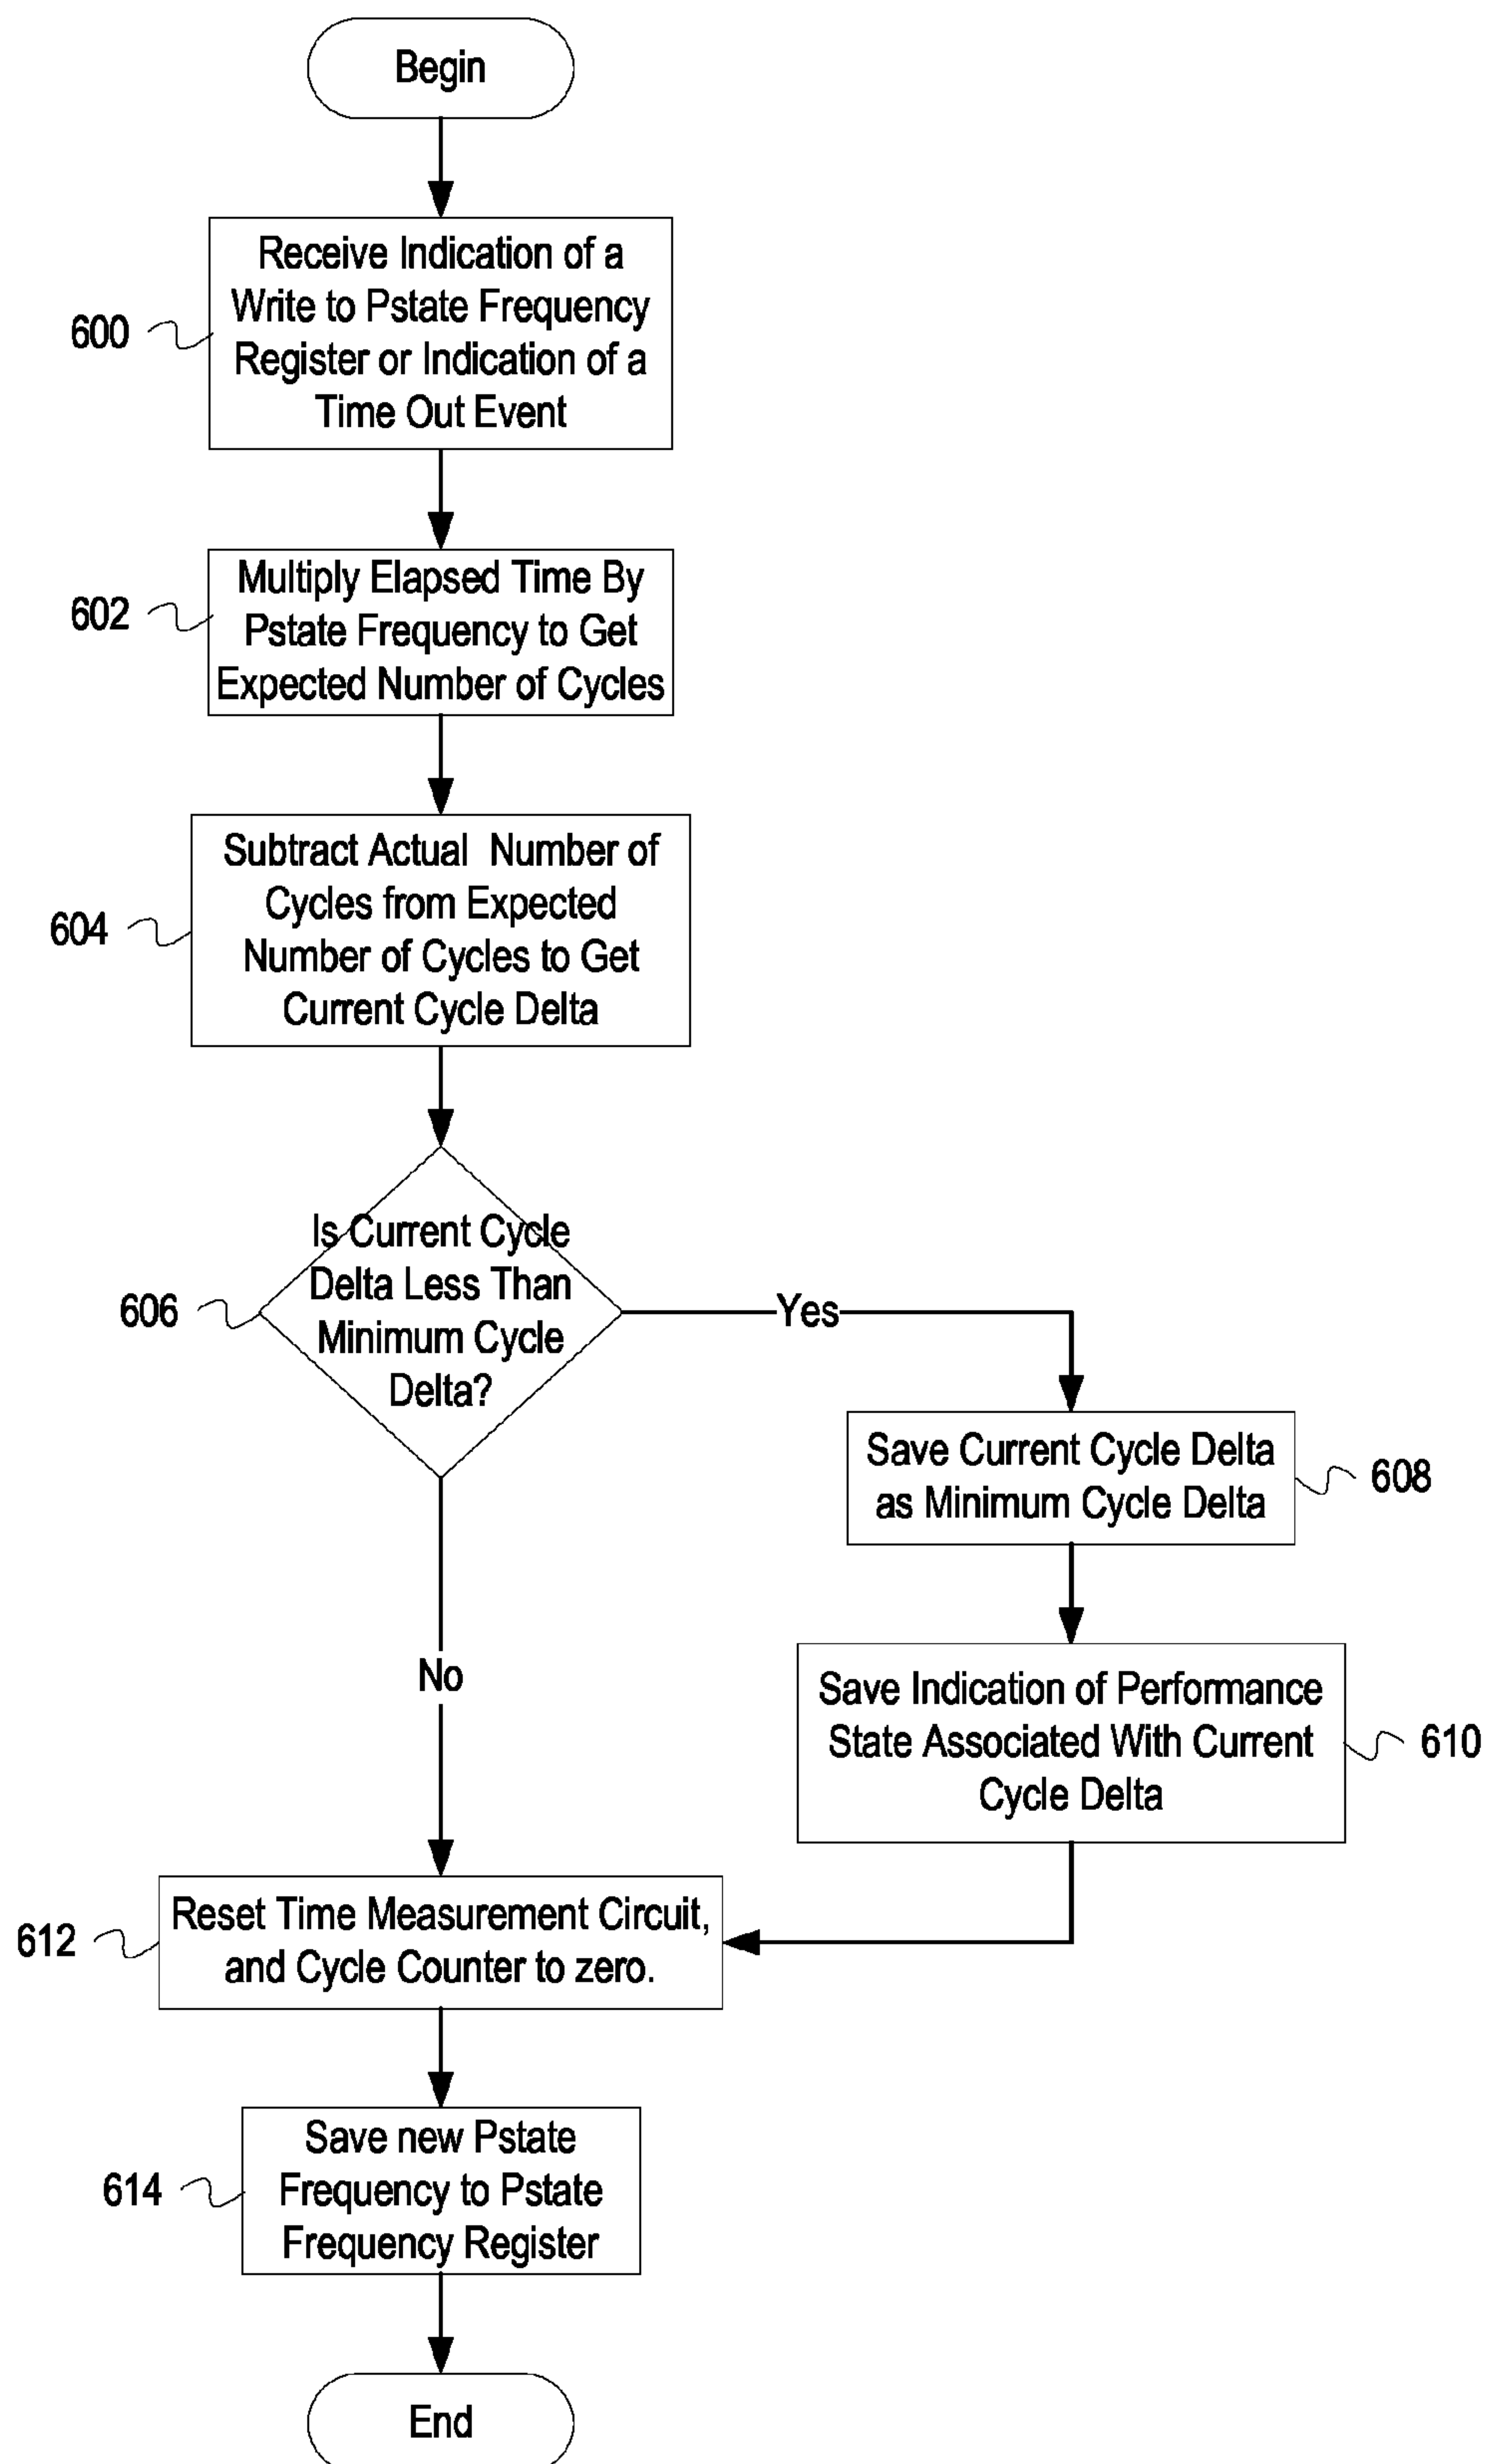 Begin
600
Receive Indication of a
Write to Pstate Frequency
Register or Indication of a
Time Out Event
602
Multiply Elapsed Time By
Pstate Frequency to Get
Expected Number of Cycles
604
Subtract Actual Number of
Cycles from Expected
Number of Cycles to Get
Current Cycle Delta
606
Is Current Cycle
Delta Less Than
Minimum Cycle
Delta?
Yes
Save Current Cycle Delta
as Minimum Cycle Delta
608
Save Indication of Performance
State Associated With Current
Cycle Delta
610
No
612
Reset Time Measurement Circuit,
and Cycle Counter to zero.
614
Save new Pstate
Frequency to Pstate
Frequency Register
End